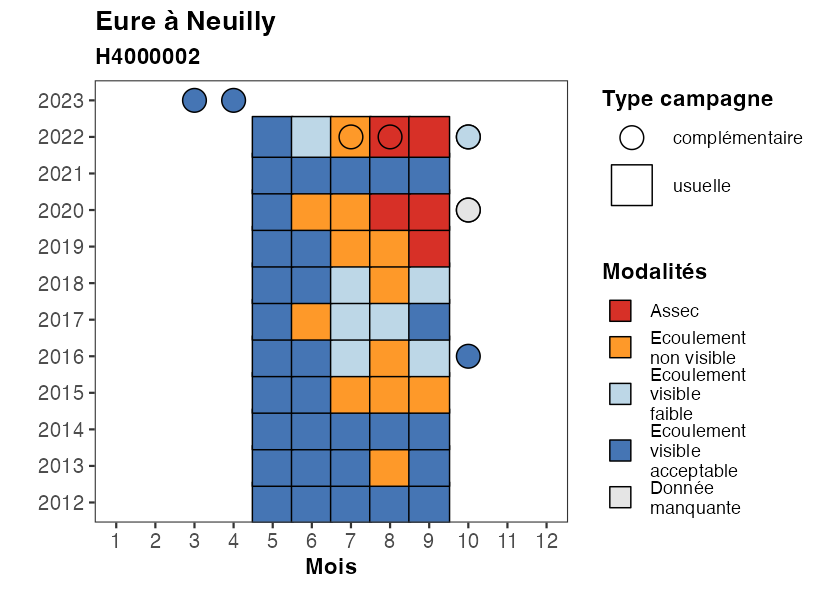 Eure à Neuilly
H4000002
2023
2022
2021
2020
2019
2018
2017
2016
2015
2014
2013
2012
1 2 3 4 5 6 7 8 9 10 11 12
Mois
Type campagne
complémentaire
usuelle
Modalités
Assec
Ecoulement
non visible
Ecoulement
visible
faible
Ecoulement
visible
acceptable
Donnée
manquante